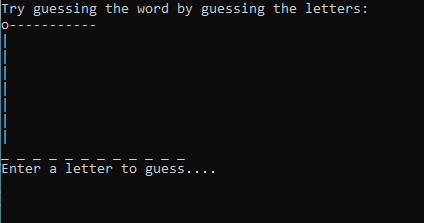 Try guessing the word by guessing the letters:
o-----------
|
|
|
|
|
|
|
_ _ _ _ _ _ _ _ _ _ _ _
Enter a letter to guess....